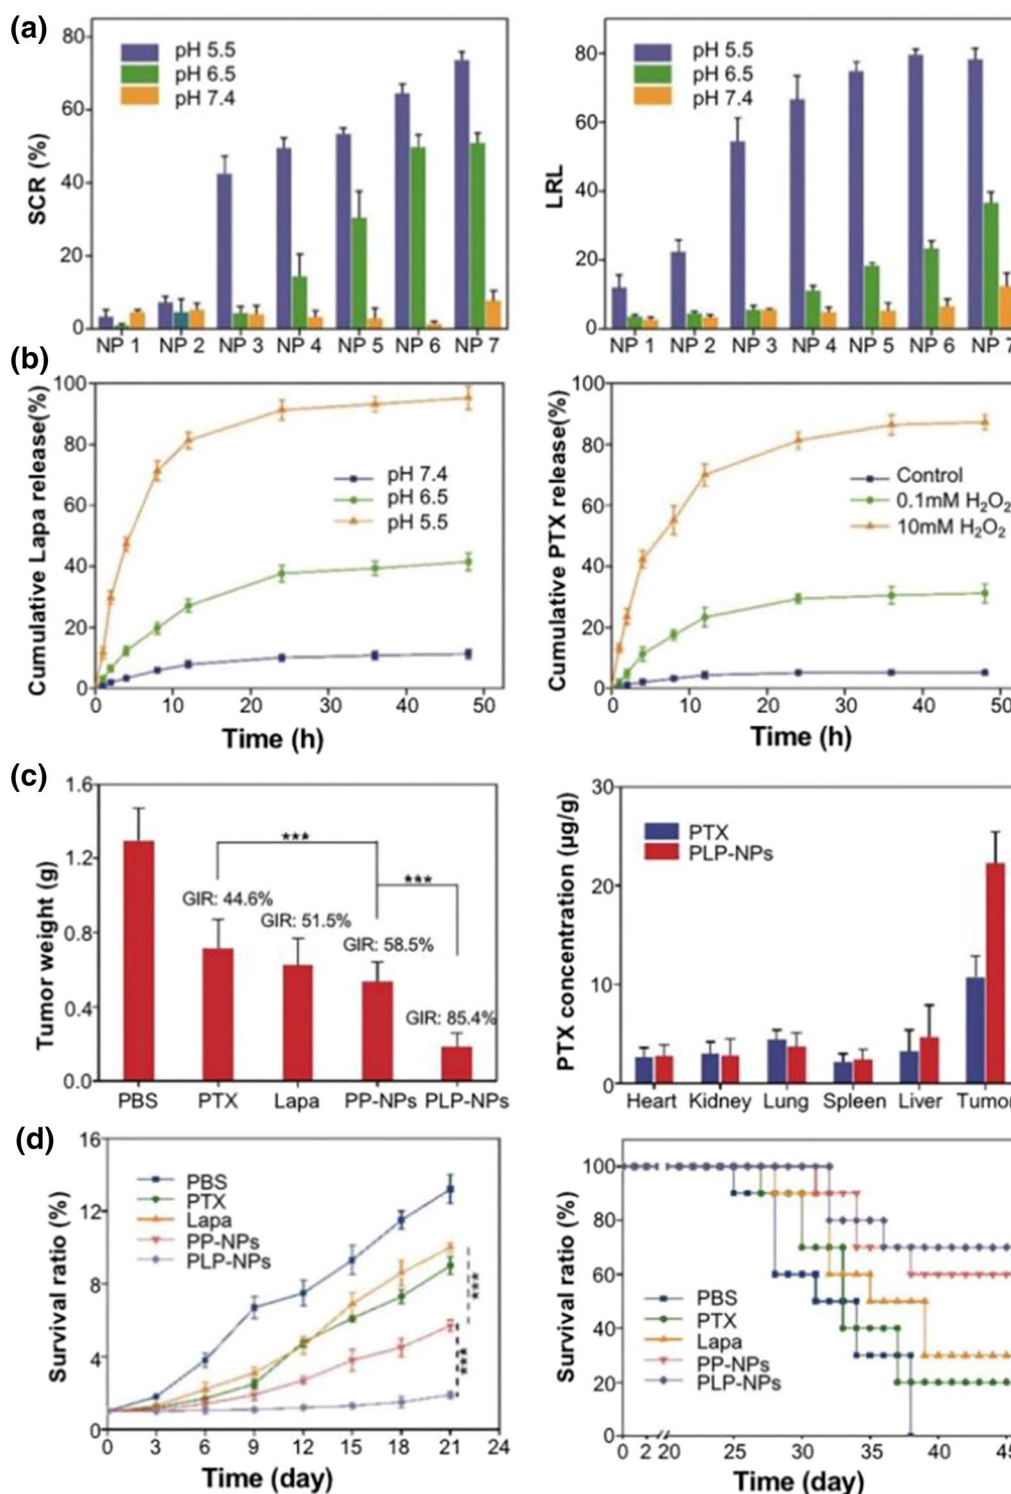 (a)
SCR (%)
80
60
40
20
0
pH 5.5
pH 6.5
pH 7.4
NP 1 NP 2 NP 3 NP 4 NP 5 NP 6 NP 7
LRL
80
60
40
20
0
pH 5.5
pH 6.5
pH 7.4
NP 1 NP 2 NP 3 NP 4 NP 5 NP 6 NP 7
(b)
Cumulative Lapa release(%)
100
80
60
40
20
0
pH 7.4
pH 6.5
pH 5.5
0 10 20 30 40 50
Time (h)
Cumulative PTX release(%)
100
80
60
40
20
0
Control
0.1mM H₂O₂
10mM H₂O₂
0 10 20 30 40 50
Time (h)
(c)
Tumor weight (g)
1.6
1.2
0.8
0.4
0.0
***
***
GIR: 44.6%
GIR: 51.5%
GIR: 58.5%
GIR: 85.4%
PBS PTX Lapa PP-NPs PLP-NPs
PTX concentration (µg/g)
30
20
10
0
PTX
PLP-NPs
Heart Kidney Lung Spleen Liver Tumor
(d)
Survival ratio (%)
16
12
8
4
0
PBS
PTX
Lapa
PP-NPs
PLP-NPs
***
***
0 3 6 9 12 15 18 21 24
Time (day)
Survival ratio (%)
100
80
60
40
20
0
PBS
PTX
Lapa
PP-NPs
PLP-NPs
0 2 20 25 30 35 40 45
Time (day)